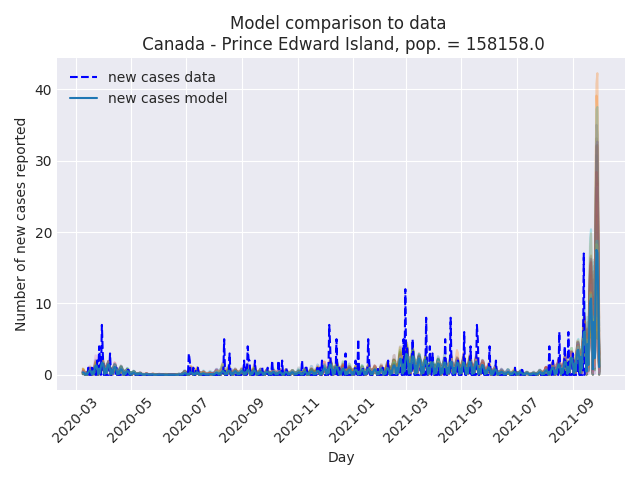 Model comparison to data
Canada - Prince Edward Island, pop. = 158158.0
new cases data
new cases model
Number of new cases reported
40
30
20
10
0
2020-03
2020-05
2020-07
2020-09
2020-11
2021-01
2021-03
2021-05
2021-07
2021-09
Day